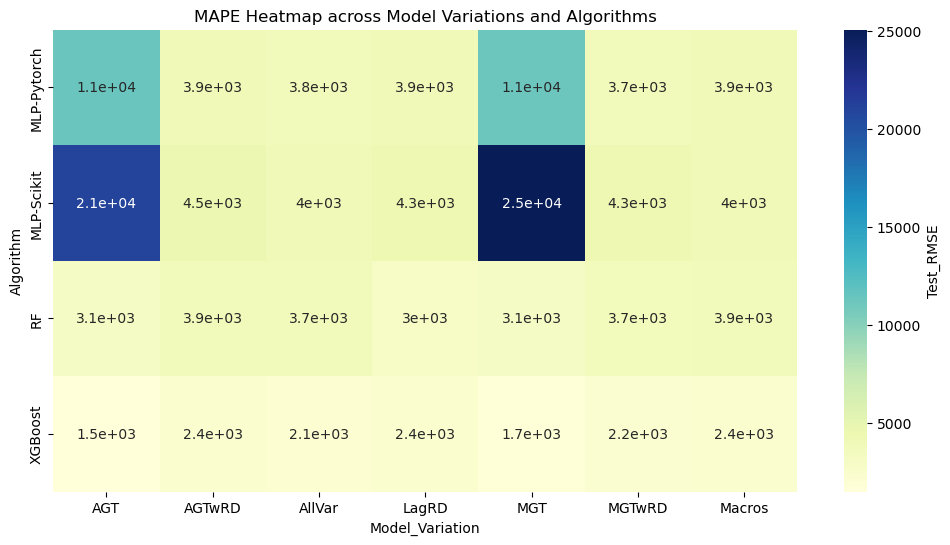 MAPE Heatmap across Model Variations and Algorithms
Algorithm
MLP-Pytorch
1.1e+04 3.9e+03 3.8e+03 3.9e+03 1.1e+04 3.7e+03 3.9e+03
MLP-Scikit
2.1e+04 4.5e+03 4e+03 4.3e+03 2.5e+04 4.3e+03 4e+03
RF
3.1e+03 3.9e+03 3.7e+03 3e+03 3.1e+03 3.7e+03 3.9e+03
XGBoost
1.5e+03 2.4e+03 2.1e+03 2.4e+03 1.7e+03 2.2e+03 2.4e+03
AGT AGTwRD AllVar LagRD MGT MGTwRD Macros
Model_Variation
25000
20000
15000
10000
5000
Test_RMSE